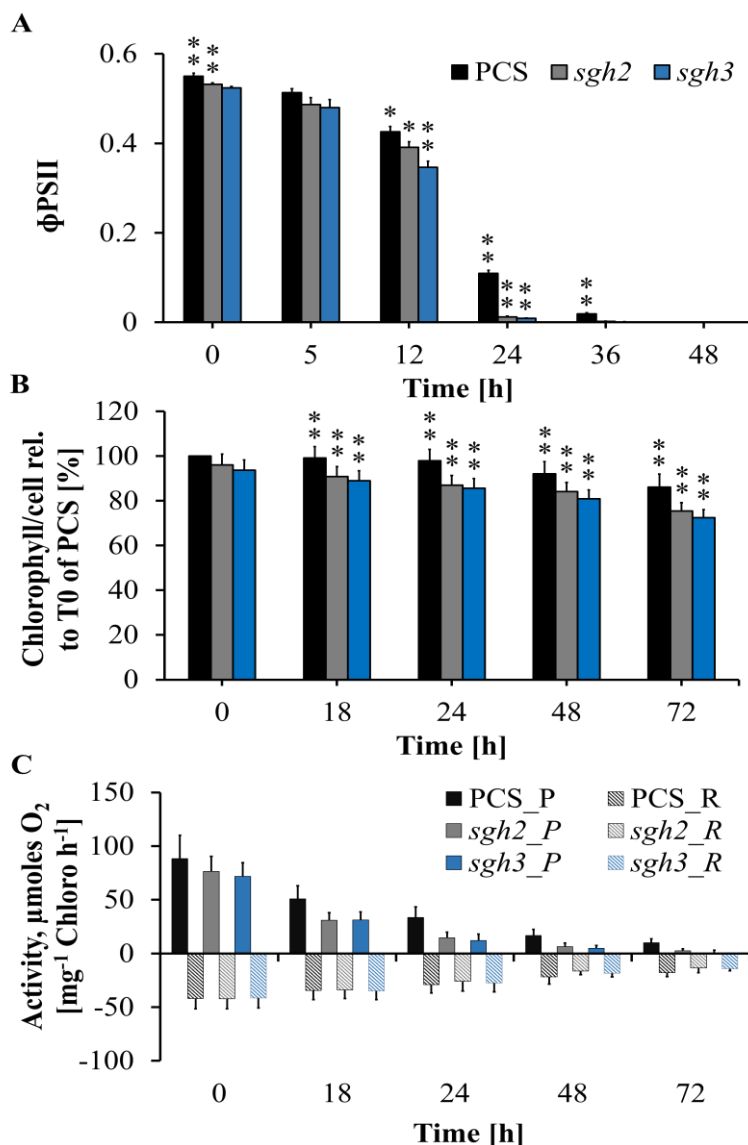 A
PCS sgh2 sgh3
0.6
0.4
0.2
0
ϕPSII
** ** * * ** ** ** ** **
0 5 12 24 36 48
Time [h]
B
120
100
80
60
40
20
0
Chlorophyll/cell rel.
to T0 of PCS [%]
** ** ** ** ** ** ** ** ** ** ** **
0 18 24 48 72
Time [h]
C
PCS_P PCS_R
sgh2_P sgh2_R
sgh3_P sgh3_R
150
100
50
0
-50
-100
Activity, µmoles O₂
[mg⁻¹ Chloro h⁻¹]
0 18 24 48 72
Time [h]